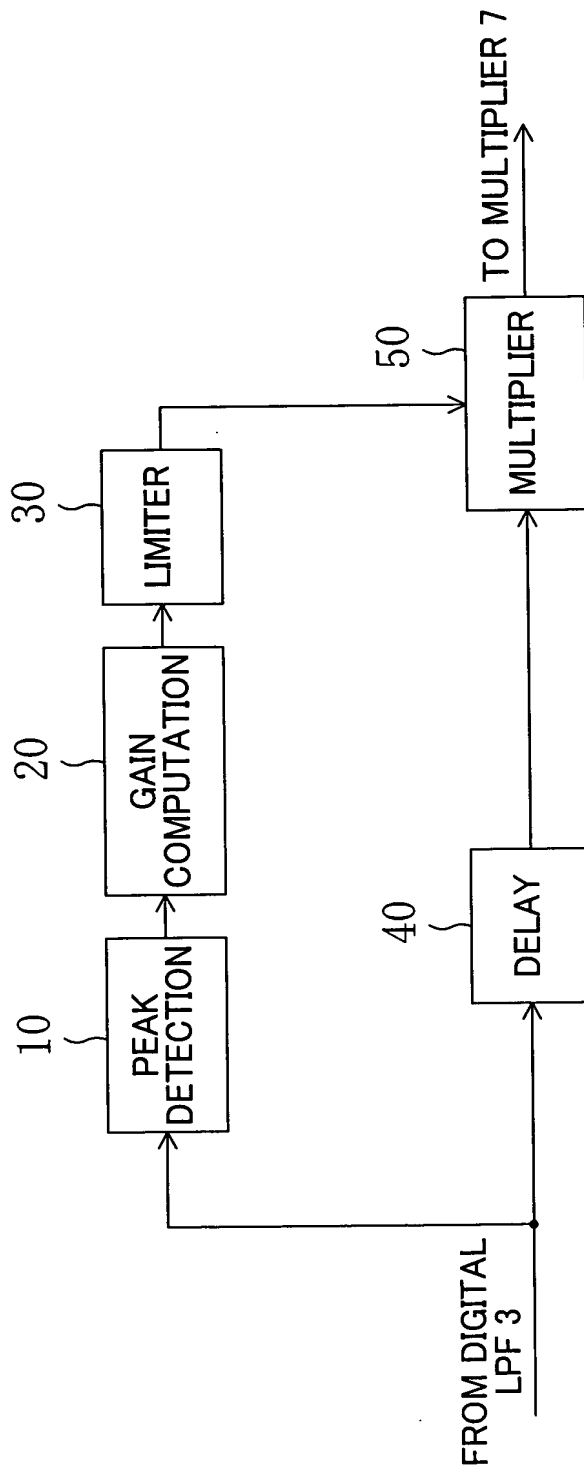 10
PEAK
DETECTION
20
GAIN
COMPUTATION
30
LIMITER
FROM DIGITAL
LPF 3
40
DELAY
50
MULTIPLIER
TO MULTIPLIER 7